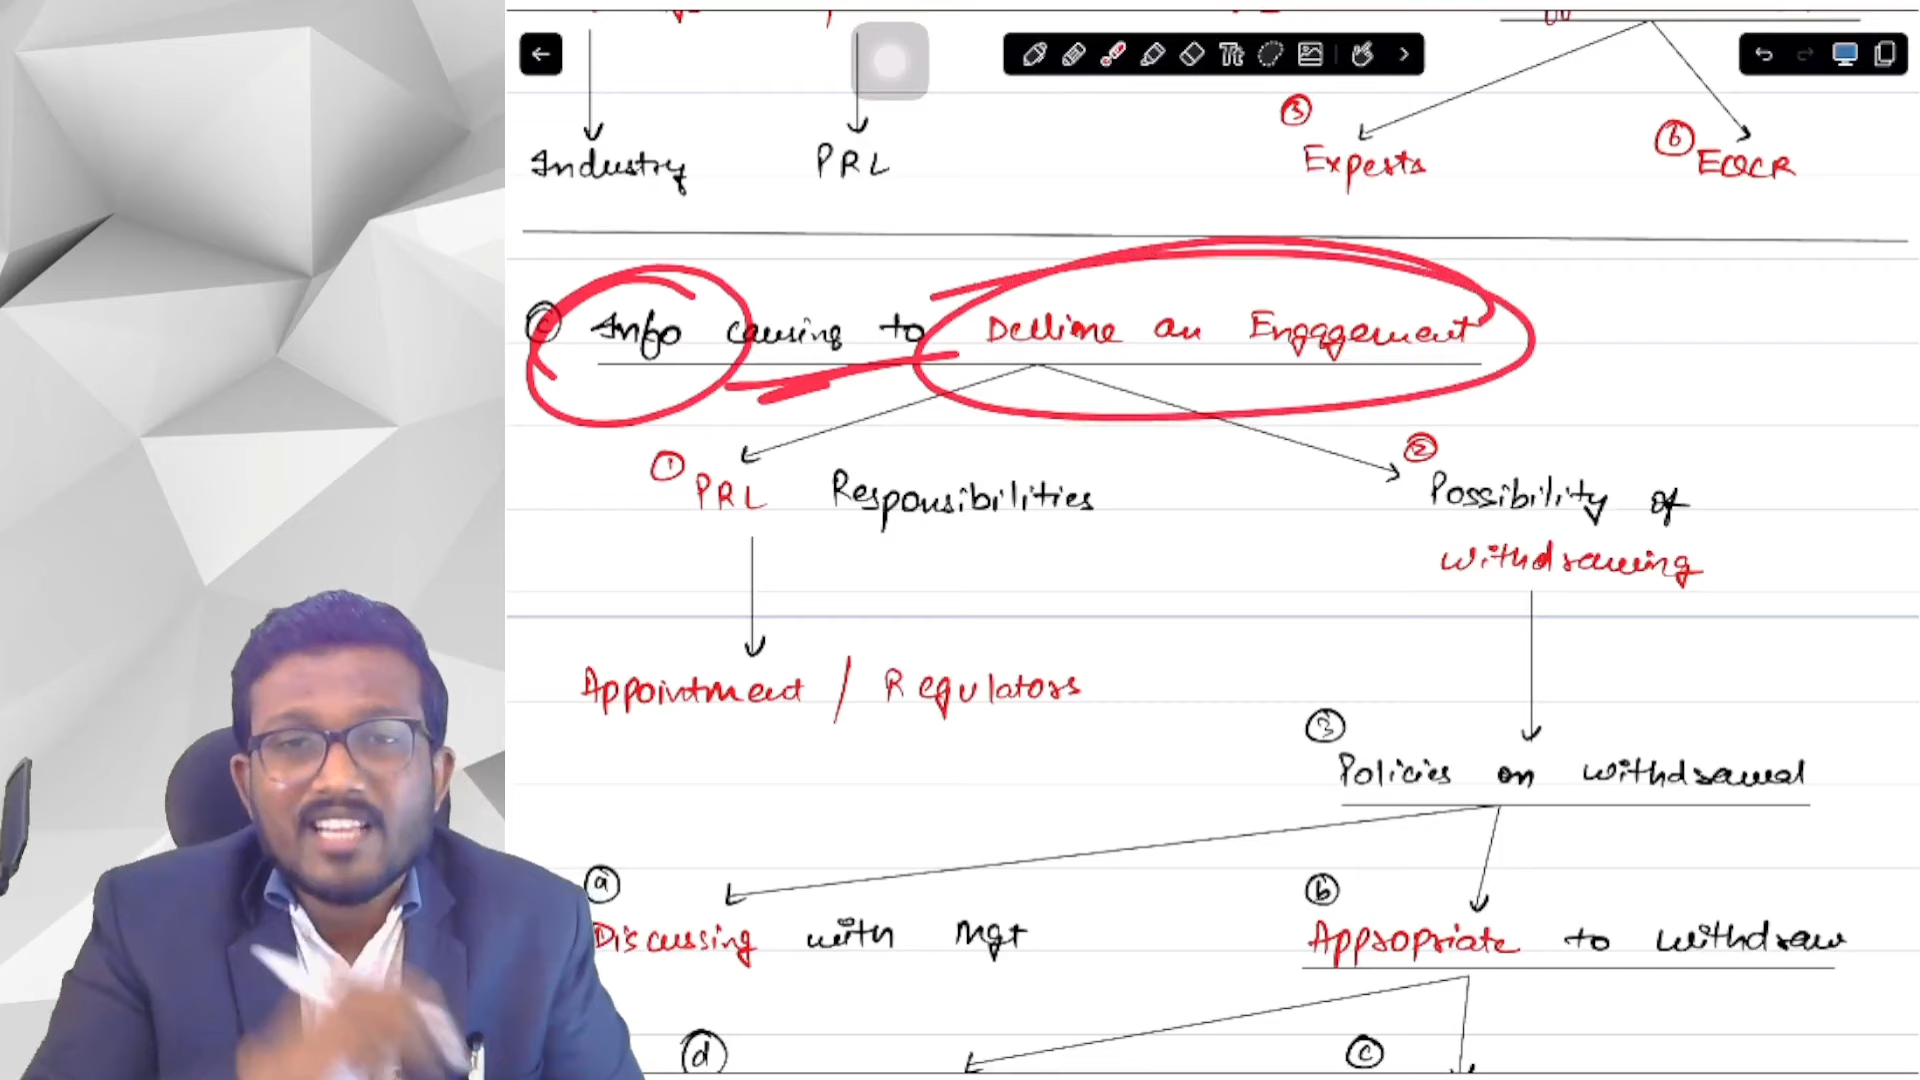 Tt
Industry PRL
③ Experts
⑥ EQCR
© Info causing to Decline an Engagement
① PRL Responsibilities
② Possibility of
withdrawing
Appointment / Regulators
③ Policies on withdrawal
ⓐ Discussing with Mgt
ⓑ Appropriate to withdraw
ⓓ
ⓒ